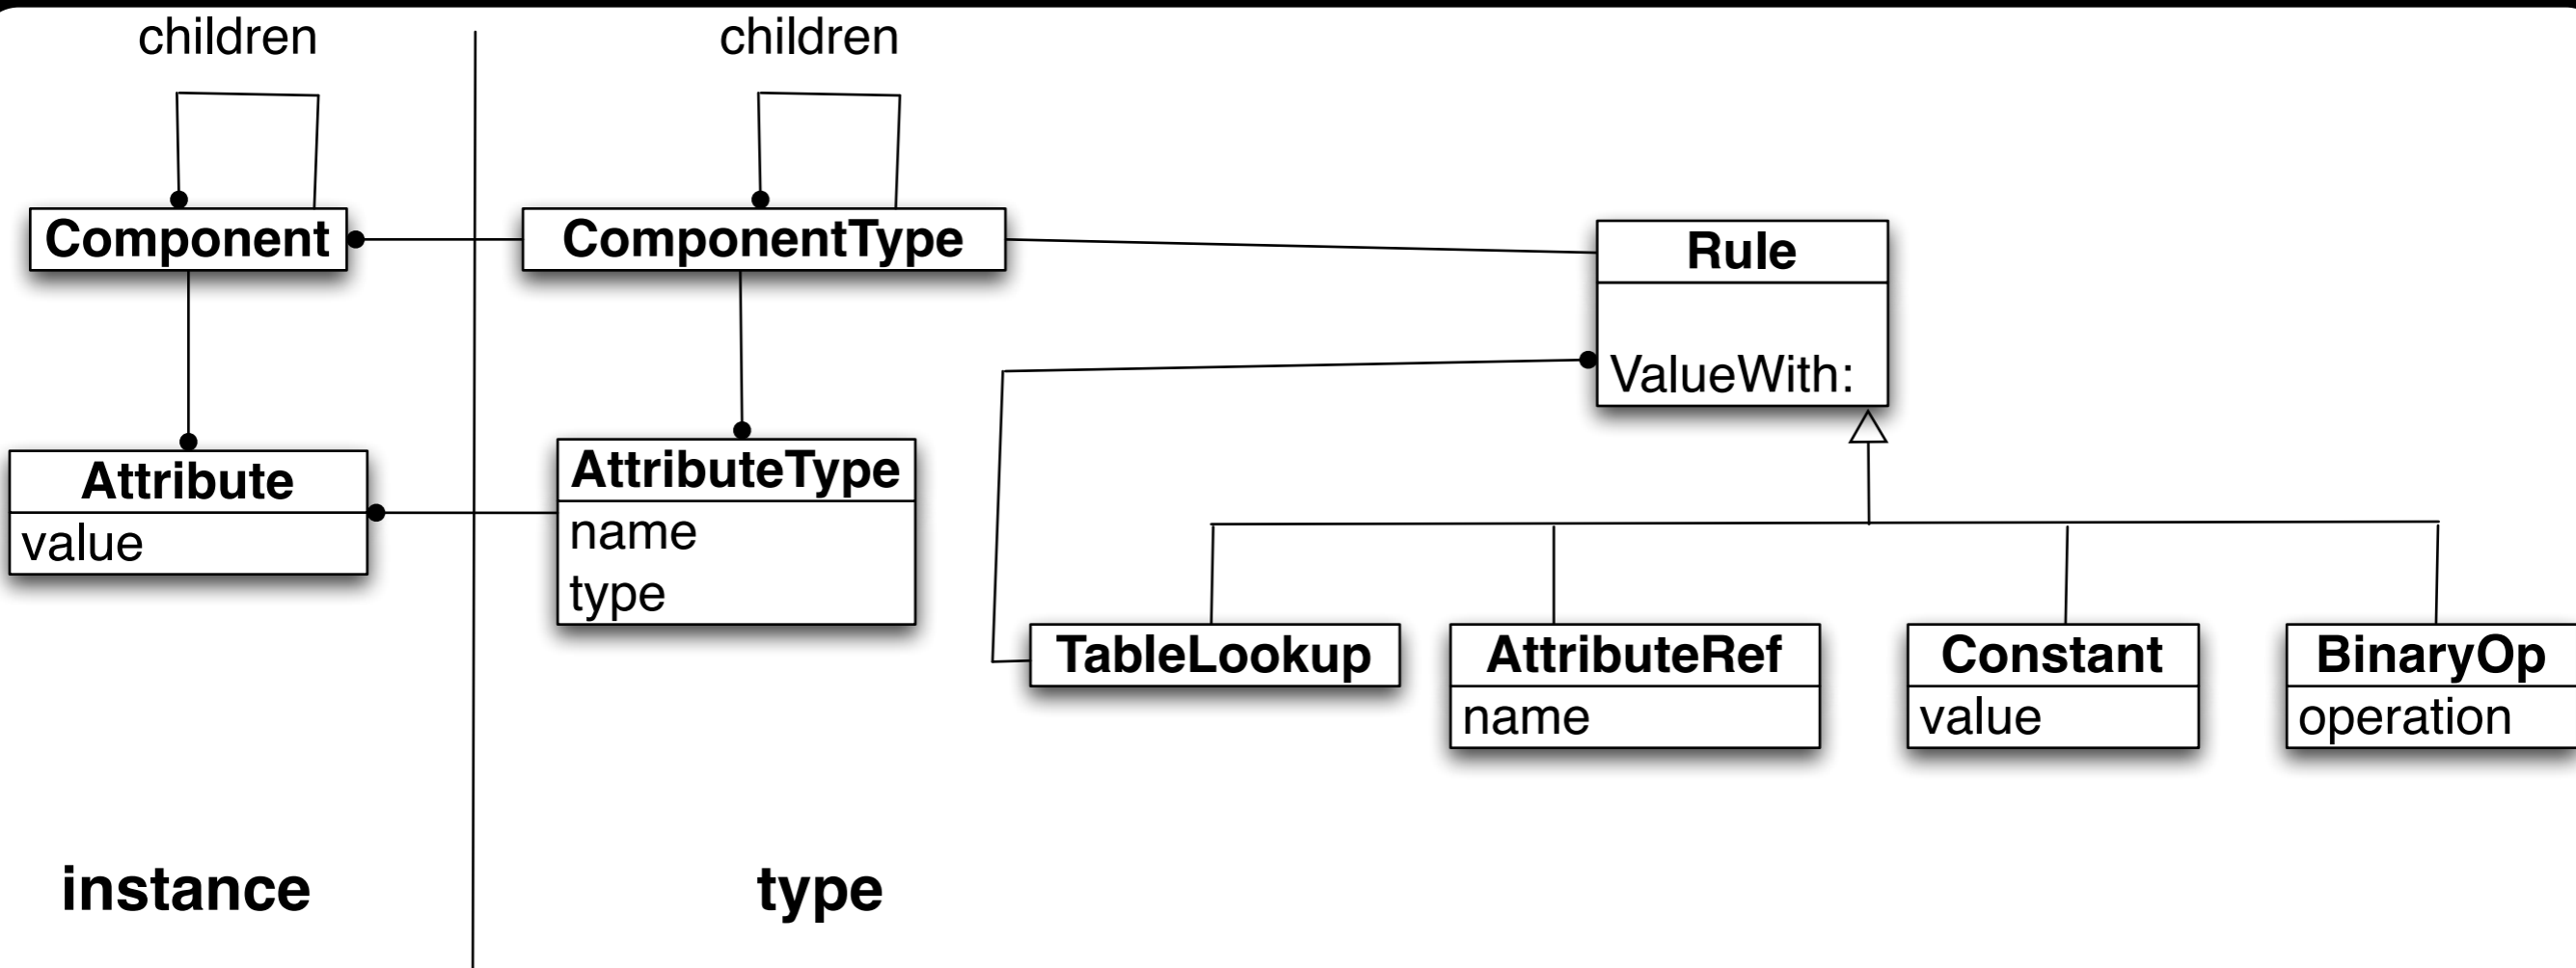 children
children
Component
ComponentType
Rule
ValueWith:
Attribute
value
AttributeType
name
type
TableLookup
AttributeRef
name
Constant
value
BinaryOp
operation
instance
type